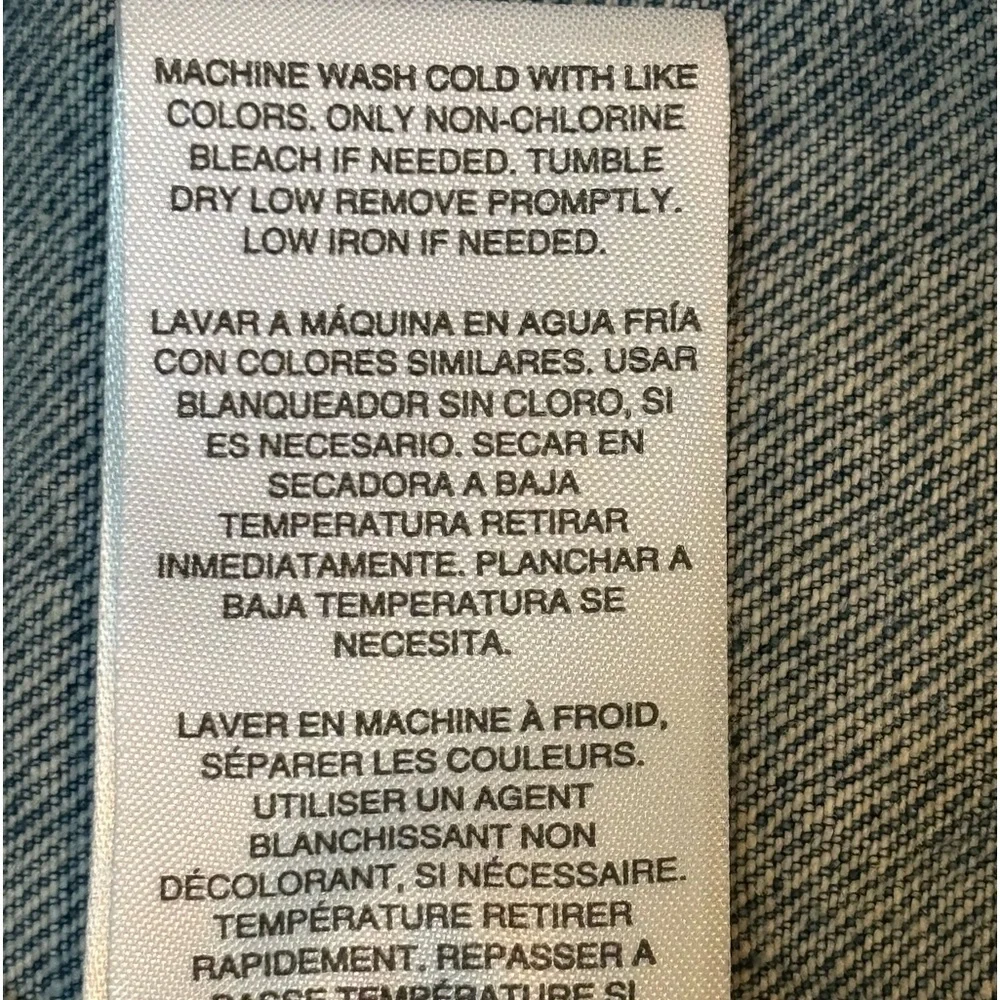 MACHINE WASH COLD WITH LIKE
COLORS. ONLY NON-CHLORINE
BLEACH IF NEEDED. TUMBLE
DRY LOW REMOVE PROMPTLY.
LOW IRON IF NEEDED.
LAVAR A MÁQUINA EN AGUA FRÍA
CON COLORES SIMILARES. USAR
BLANQUEADOR SIN CLORO, SI
ES NECESARIO. SECAR EN
SECADORA A BAJA
TEMPERATURA RETIRAR
INMEDIATAMENTE. PLANCHAR A
BAJA TEMPERATURA SE
NECESITA.
LAVER EN MACHINE À FROID,
SÉPARER LES COULEURS.
UTILISER UN AGENT
BLANCHISSANT NON
DÉCOLORANT, SI NÉCESSAIRE.
TEMPÉRATURE RETIRER
RAPIDEMENT. REPASSER A
BASSE TEMPÉRATURE SI